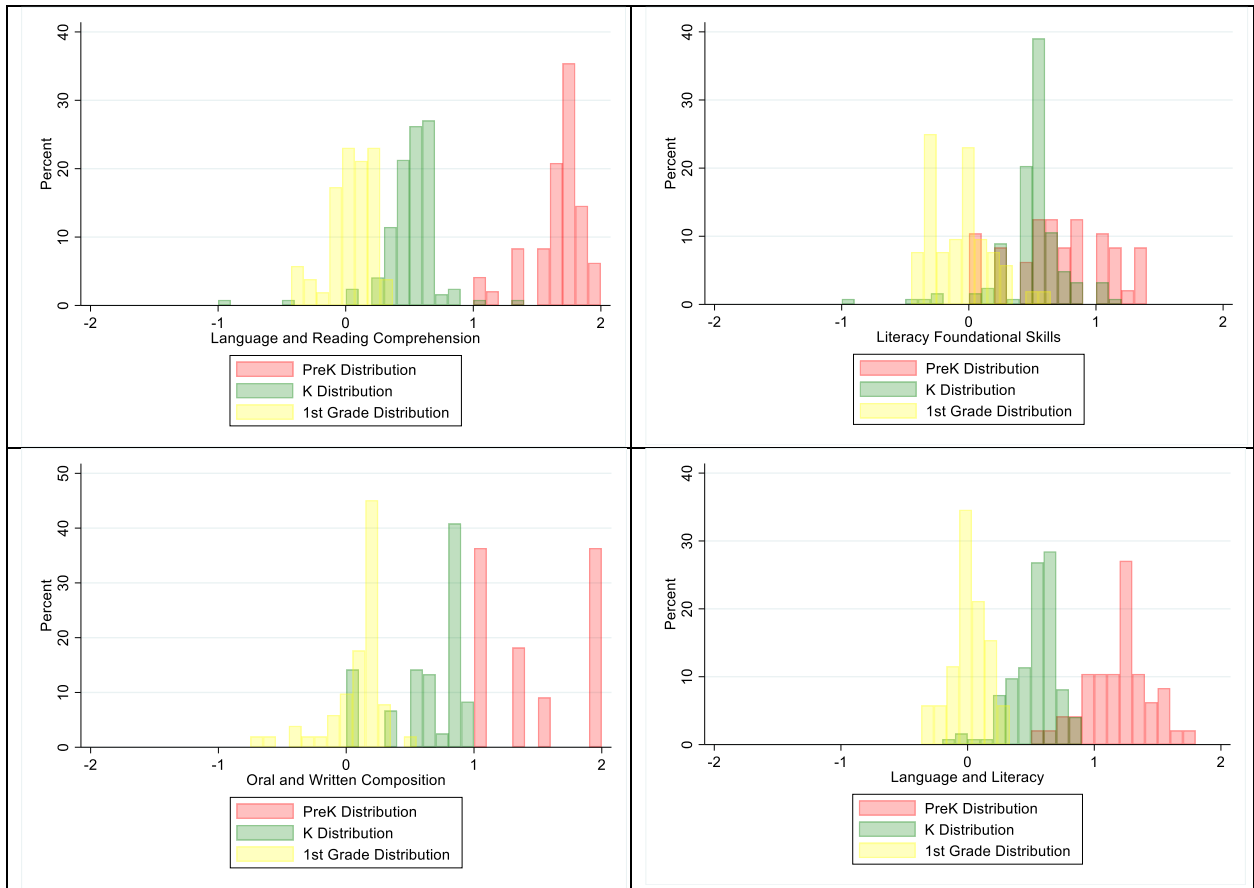 40
30
20
10
0
Percent
-2 -1 0 1 2
Language and Reading Comprehension
PreK Distribution
K Distribution
1st Grade Distribution
40
30
20
10
0
Percent
-2 -1 0 1 2
Literacy Foundational Skills
PreK Distribution
K Distribution
1st Grade Distribution
50
40
30
20
10
0
Percent
-2 -1 0 1 2
Oral and Written Composition
PreK Distribution
K Distribution
1st Grade Distribution
40
30
20
10
0
Percent
-2 -1 0 1 2
Language and Literacy
PreK Distribution
K Distribution
1st Grade Distribution